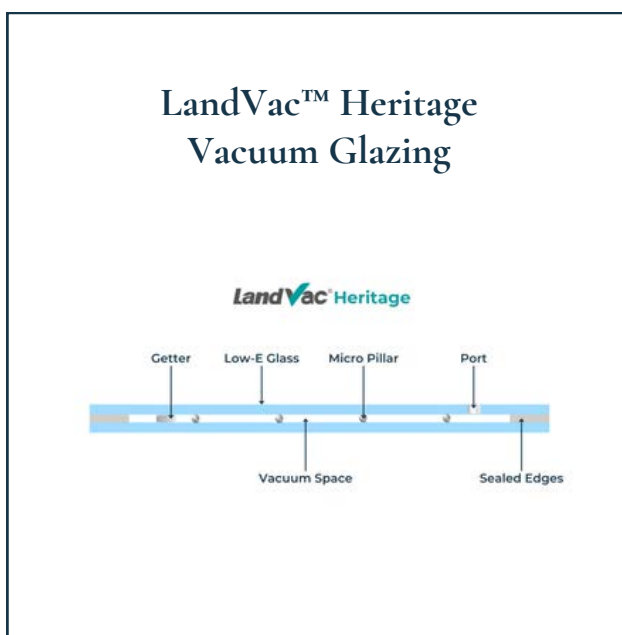 LandVac™ Heritage
Vacuum Glazing
LandVac® Heritage
Getter Low-E Glass Micro Pillar Port
Vacuum Space Sealed Edges